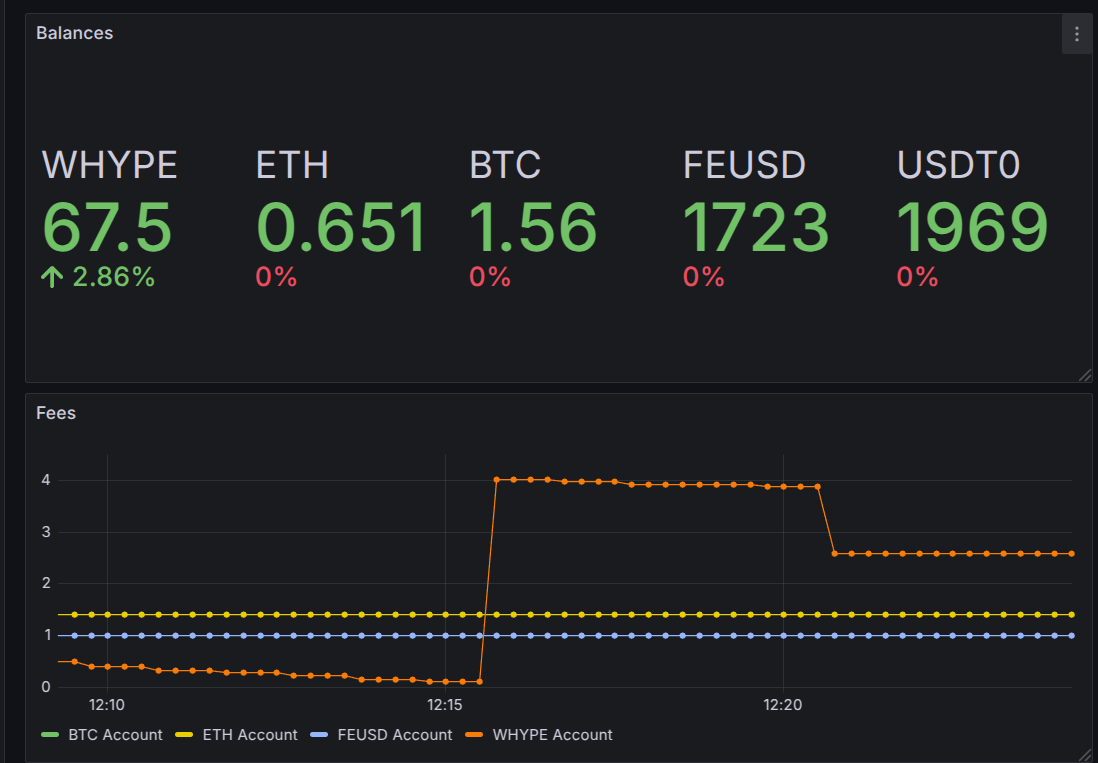 Balances
WHYPE ETH BTC FEUSD USDT0
67.5 0.651 1.56 1723 1969
↑ 2.86% 0% 0% 0% 0%
Fees
4
3
2
1
0
12:10 12:15 12:20
BTC Account ETH Account FEUSD Account WHYPE Account